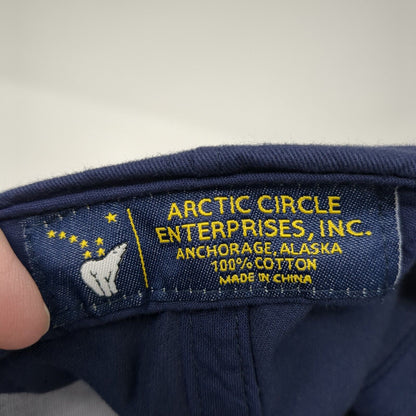 ARCTIC CIRCLE
ENTERPRISES, INC.
ANCHORAGE, ALASKA
100% COTTON
MADE IN CHINA